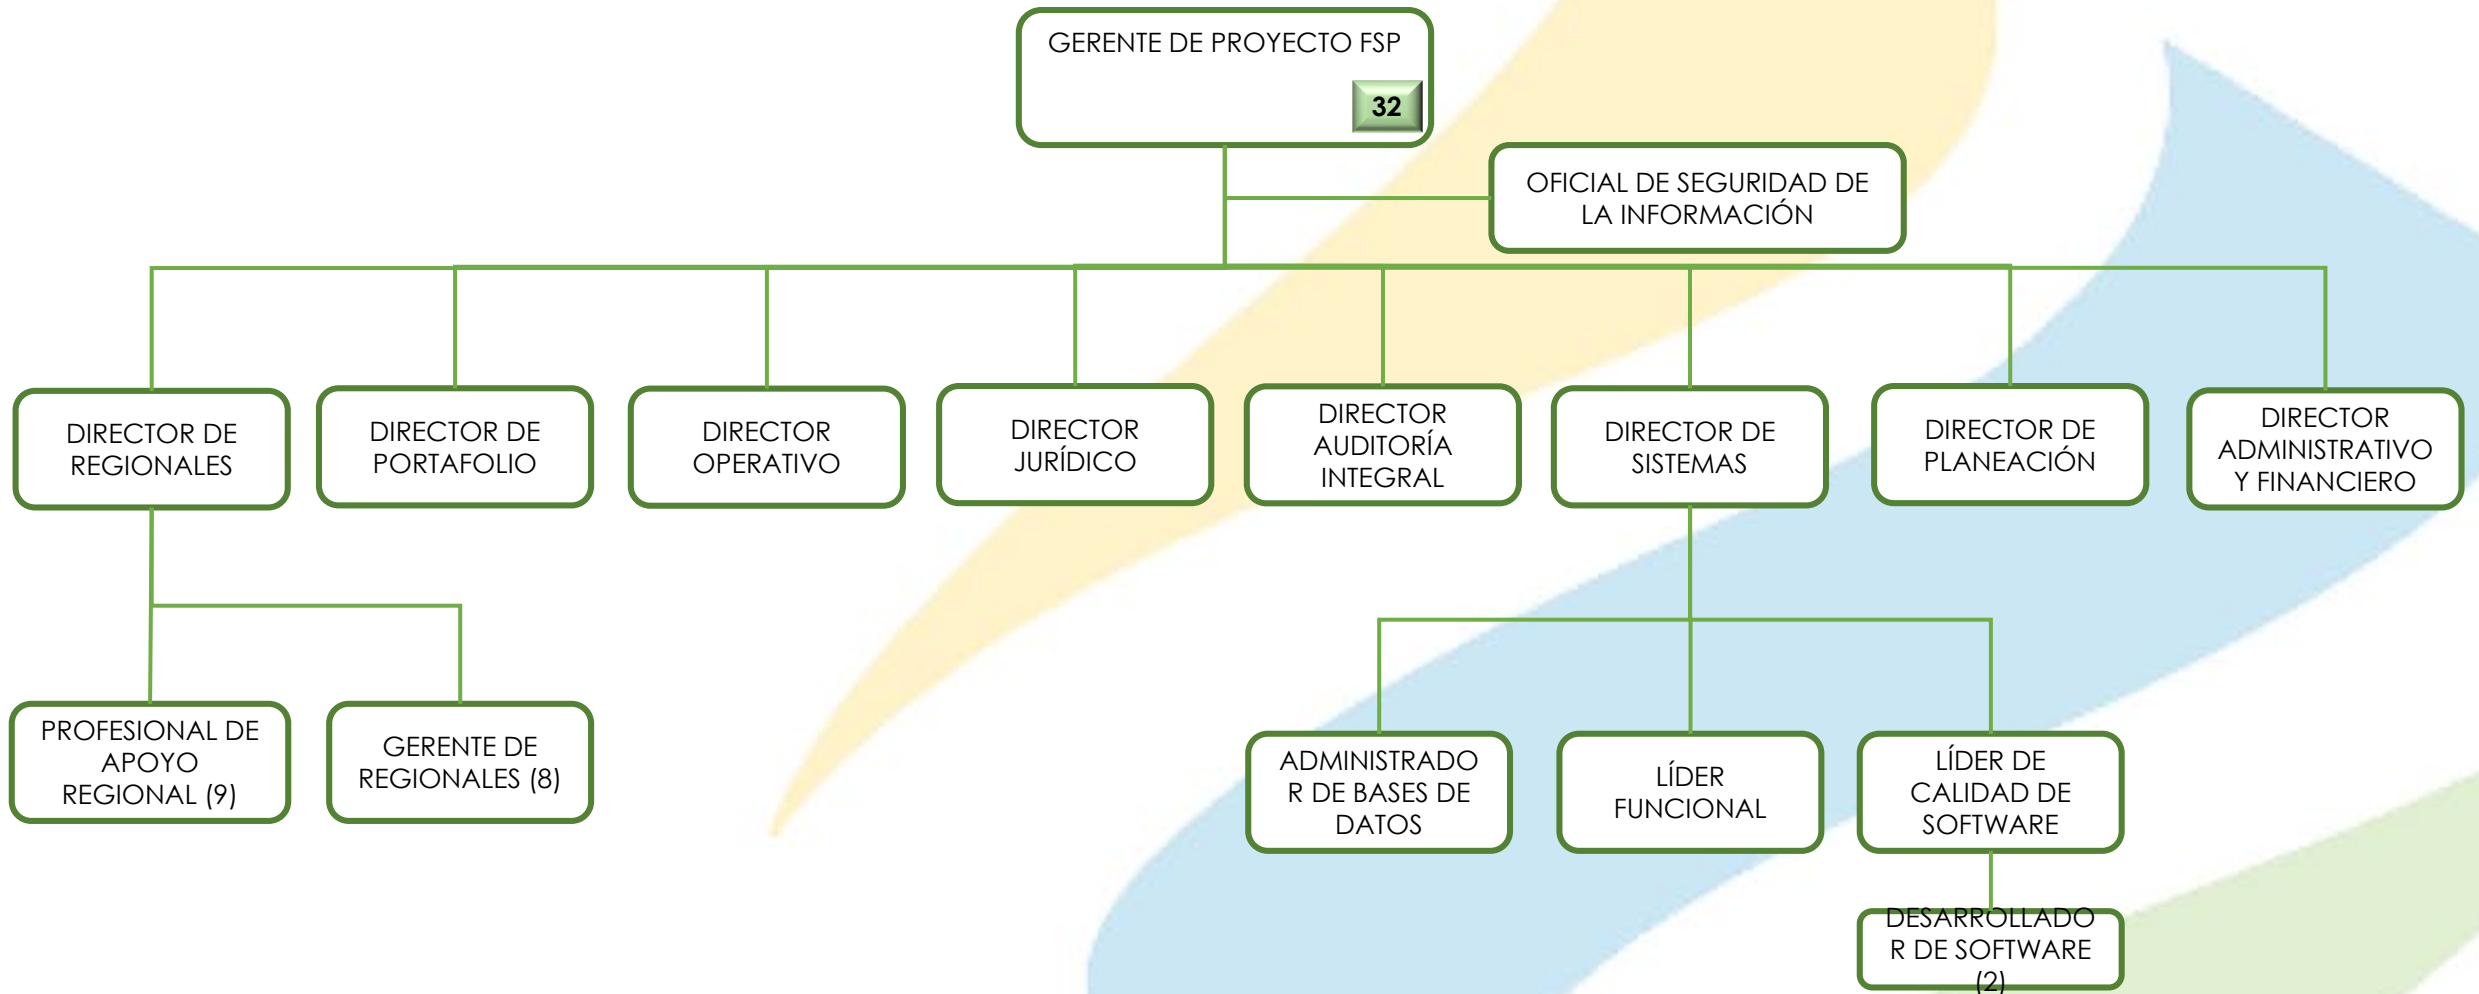 GERENTE DE PROYECTO FSP
32
OFICIAL DE SEGURIDAD DE
LA INFORMACIÓN
DIRECTOR DE
REGIONALES
DIRECTOR DE
PORTAFOLIO
DIRECTOR
OPERATIVO
DIRECTOR
JURÍDICO
DIRECTOR
AUDITORÍA
INTEGRAL
DIRECTOR DE
SISTEMAS
DIRECTOR DE
PLANEACIÓN
DIRECTOR
ADMINISTRATIVO
Y FINANCIERO
PROFESIONAL DE
APOYO
REGIONAL (9)
GERENTE DE
REGIONALES (8)
ADMINISTRADO
R DE BASES DE
DATOS
LÍDER
FUNCIONAL
LÍDER DE
CALIDAD DE
SOFTWARE
DESARROLLADO
R DE SOFTWARE
(2)